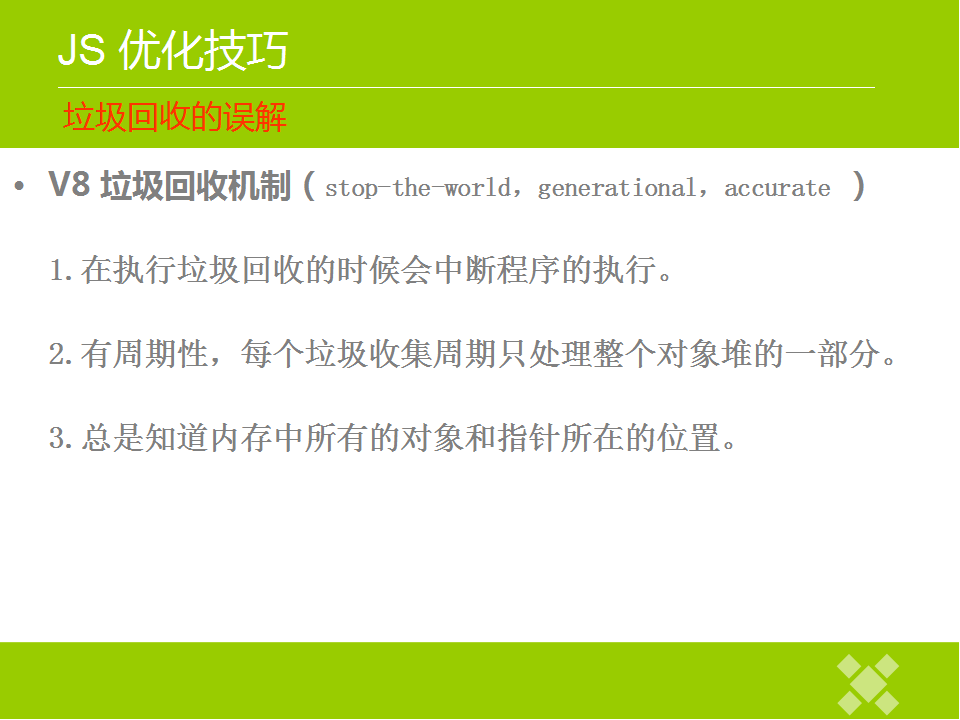 JS 优化技巧
垃圾回收的误解
• V8 垃圾回收机制（stop-the-world，generational，accurate ）
1.在执行垃圾回收的时候会中断程序的执行。
2.有周期性，每个垃圾收集周期只处理整个对象堆的一部分。
3.总是知道内存中所有的对象和指针所在的位置。